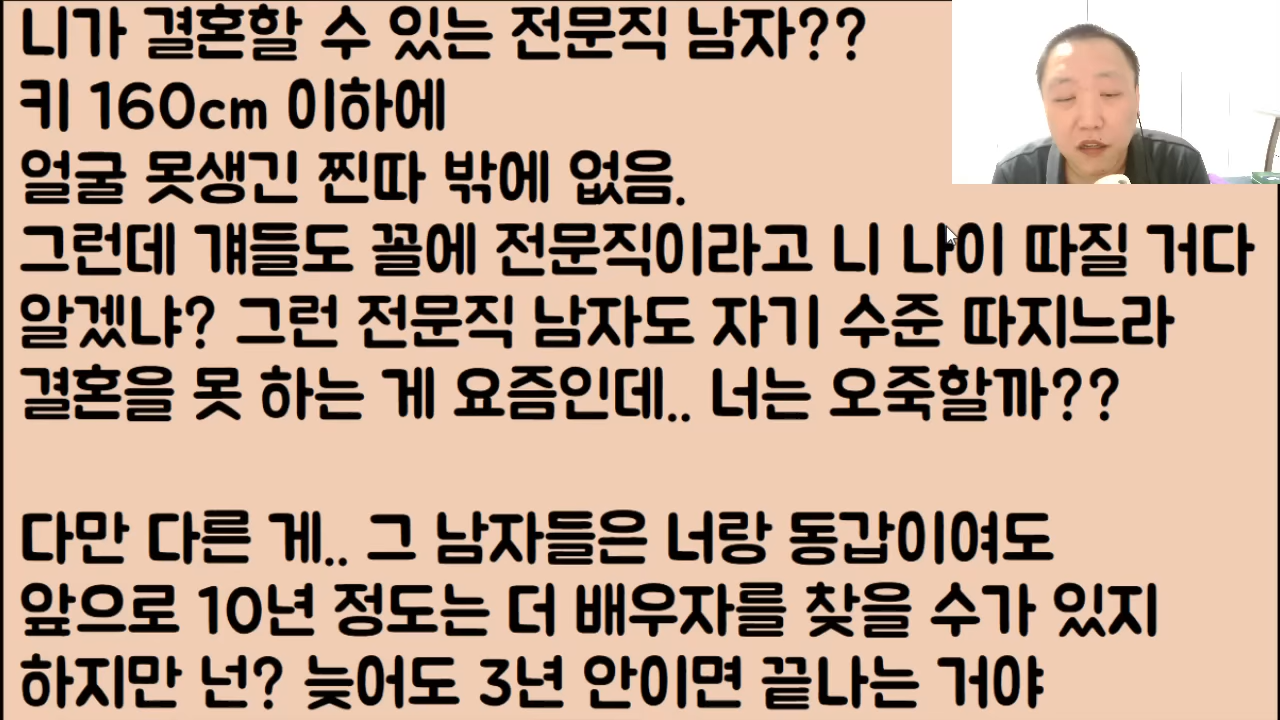 니가 결혼할 수 있는 전문직 남자??
키 160cm 이하에
얼굴 못생긴 찐따 밖에 없음.
그런데 걔들도 꼴에 전문직이라고 니 나이 따질 거다
알겠냐? 그런 전문직 남자도 자기 수준 따지느라
결혼을 못 하는 게 요즘인데.. 너는 오죽할까??
다만 다른 게.. 그 남자들은 너랑 동갑이여도
앞으로 10년 정도는 더 배우자를 찾을 수가 있지
하지만 넌? 늦어도 3년 안이면 끝나는 거야